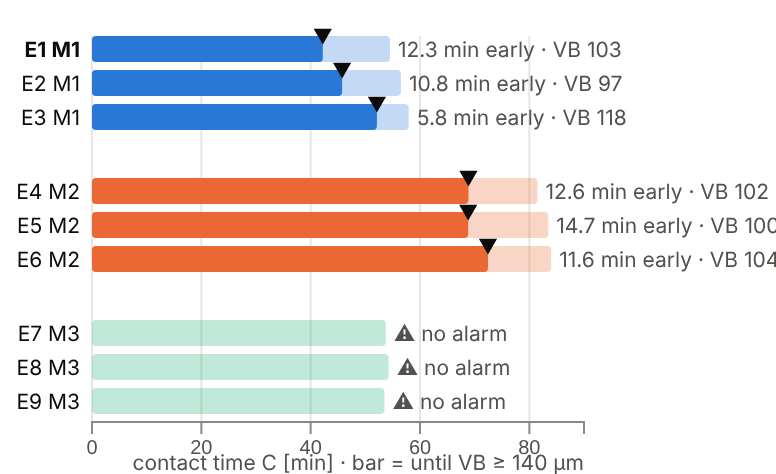 E1 M1 12.3 min early · VB 103
E2 M1 10.8 min early · VB 97
E3 M1 5.8 min early · VB 118
E4 M2 12.6 min early · VB 102
E5 M2 14.7 min early · VB 100
E6 M2 11.6 min early · VB 104
E7 M3 no alarm
E8 M3 no alarm
E9 M3 no alarm
0 20 40 60 80
contact time C [min] · bar = until VB ≥ 140 µm